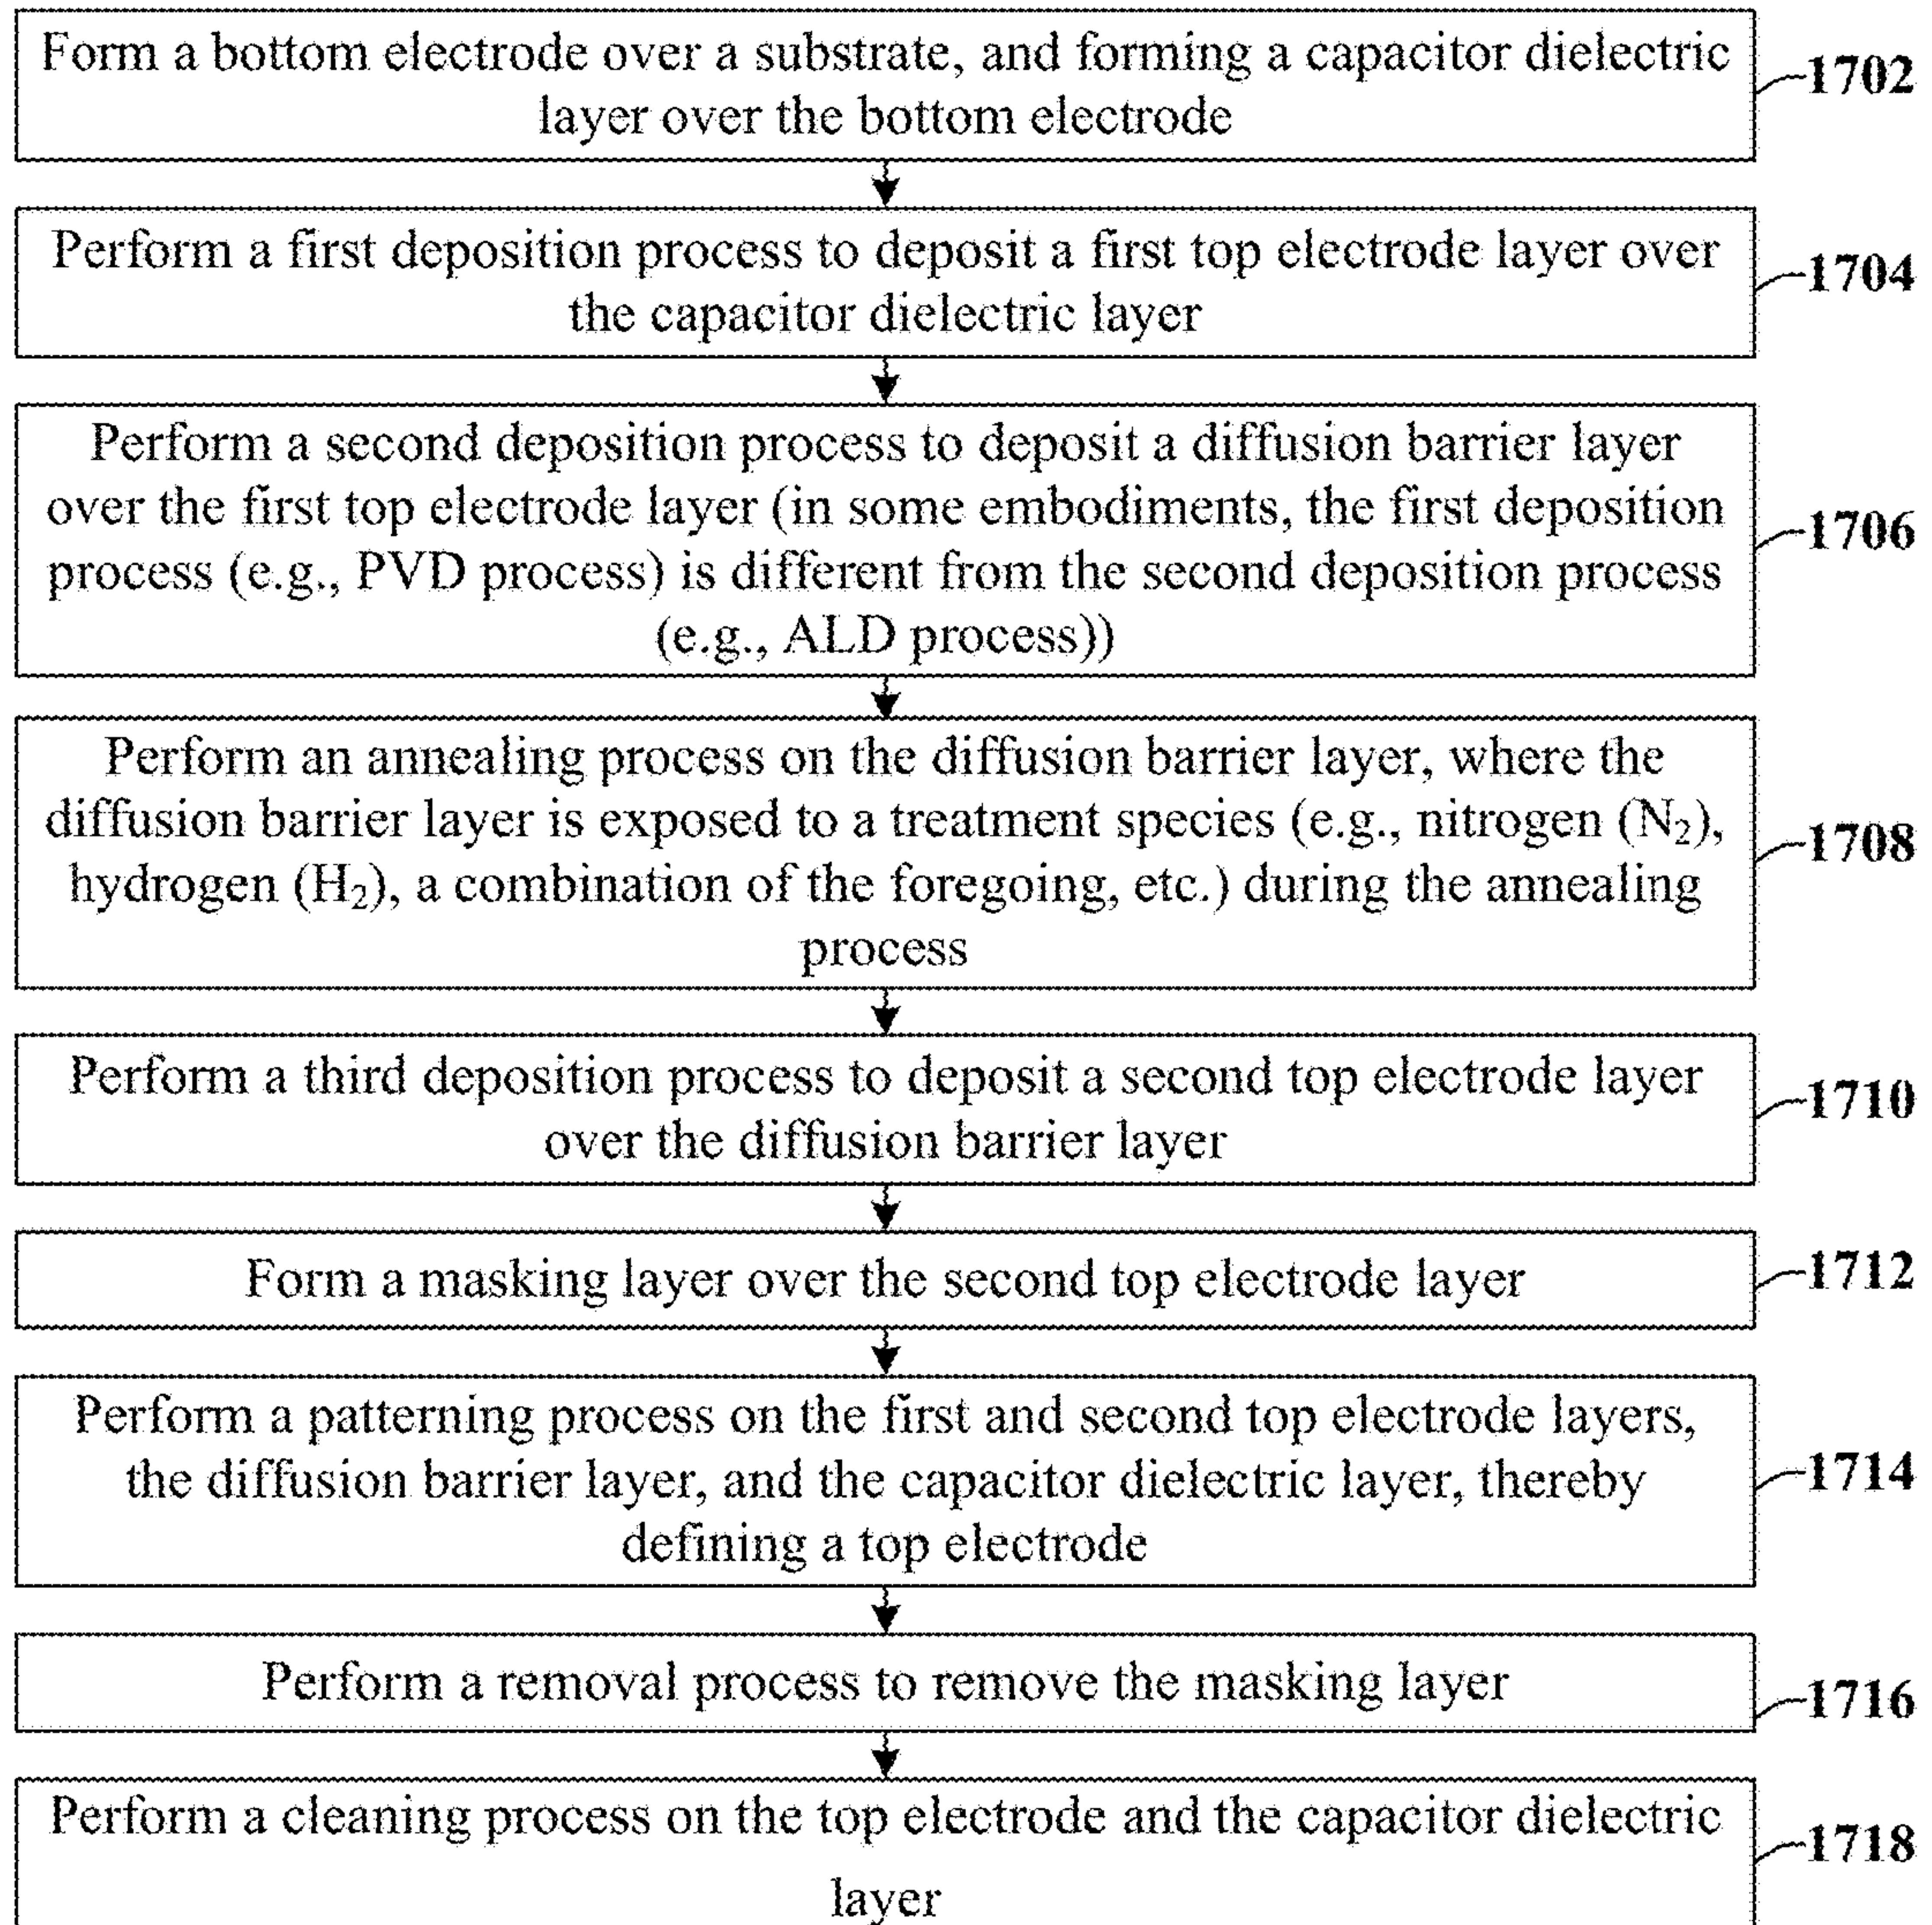 Form a bottom electrode over a substrate, and forming a capacitor dielectric
layer over the bottom electrode
1702
Perform a first deposition process to deposit a first top electrode layer over
the capacitor dielectric layer
1704
Perform a second deposition process to deposit a diffusion barrier layer
over the first top electrode layer (in some embodiments, the first deposition
process (e.g., PVD process) is different from the second deposition process
(e.g., ALD process))
1706
Perform an annealing process on the diffusion barrier layer, where the
diffusion barrier layer is exposed to a treatment species (e.g., nitrogen (N₂),
hydrogen (H₂), a combination of the foregoing, etc.) during the annealing
process
1708
Perform a third deposition process to deposit a second top electrode layer
over the diffusion barrier layer
1710
Form a masking layer over the second top electrode layer
1712
Perform a patterning process on the first and second top electrode layers,
the diffusion barrier layer, and the capacitor dielectric layer, thereby
defining a top electrode
1714
Perform a removal process to remove the masking layer
1716
Perform a cleaning process on the top electrode and the capacitor dielectric
layer
1718